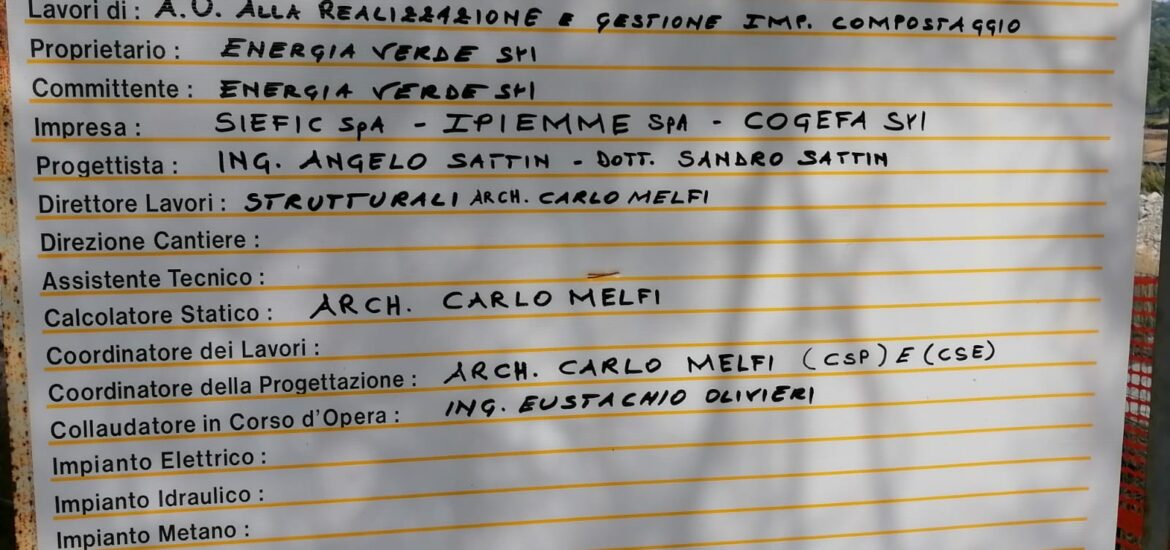 Lavori di : A.U. ALLA REALIZZAZIONE E GESTIONE IMP. COMPOSTAGGIO
Proprietario : ENERGIA VERDE Srl
Committente : ENERGIA VERDE Srl
Impresa : SIEFIC SpA - IPIEMME SPA - COGEFA Srl
Progettista : ING. ANGELO SATTIN - DOTT. SANDRO SATTIN
Direttore Lavori : STRUTTURALI ARCH. CARLO MELFI
Direzione Cantiere :
Assistente Tecnico :
Calcolatore Statico : ARCH. CARLO MELFI
Coordinatore dei Lavori :
Coordinatore della Progettazione : ARCH. CARLO MELFI (CSP) E (CSE)
Collaudatore in Corso d'Opera : ING. EUSTACHIO OLIVIERI
Impianto Elettrico :
Impianto Idraulico :
Impianto Metano :